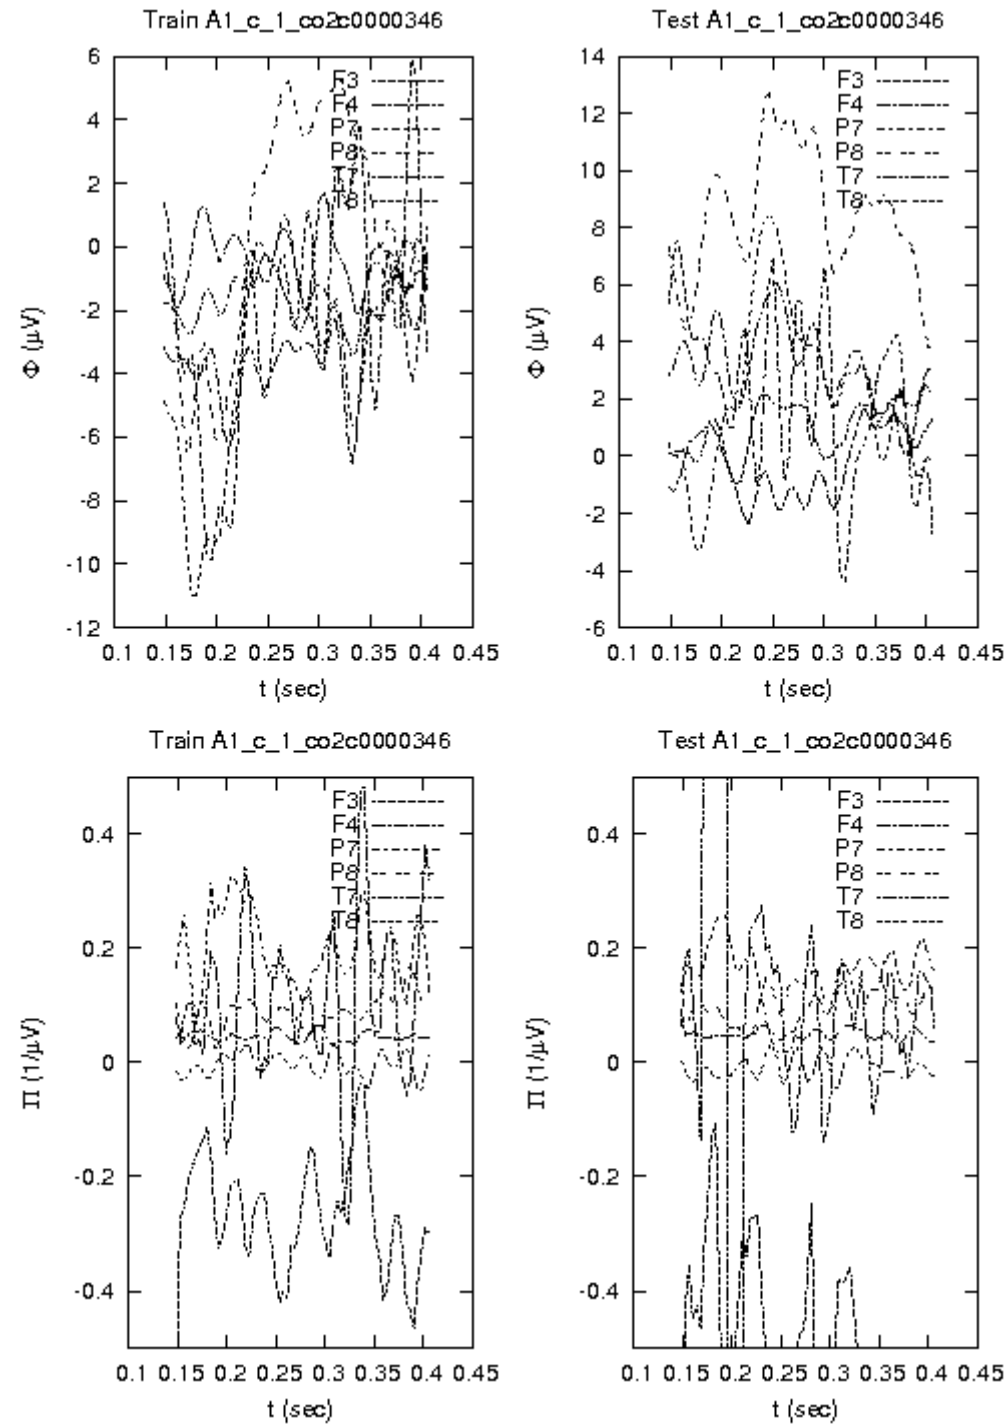 Train A1_c_1_co2c0000346
6
4
2
0
-2
-4
-6
-8
-10
-12
Φ (μV)
F3
F4
P7
P8
T7
T8
0.1 0.15 0.2 0.25 0.3 0.35 0.4 0.45
t (sec)
Test A1_c_1_co2c0000346
14
12
10
8
6
4
2
0
-2
-4
-6
Φ (μV)
F3
F4
P7
P8
T7
T8
0.1 0.15 0.2 0.25 0.3 0.35 0.4 0.45
t (sec)
Train A1_c_1_co2c0000346
0.4
0.2
0
-0.2
-0.4
Π (1/μV)
F3
F4
P7
P8
T7
T8
0.1 0.15 0.2 0.25 0.3 0.35 0.4 0.45
t (sec)
Test A1_c_1_co2c0000346
0.4
0.2
0
-0.2
-0.4
Π (1/μV)
F3
F4
P7
P8
T7
T8
0.1 0.15 0.2 0.25 0.3 0.35 0.4 0.45
t (sec)